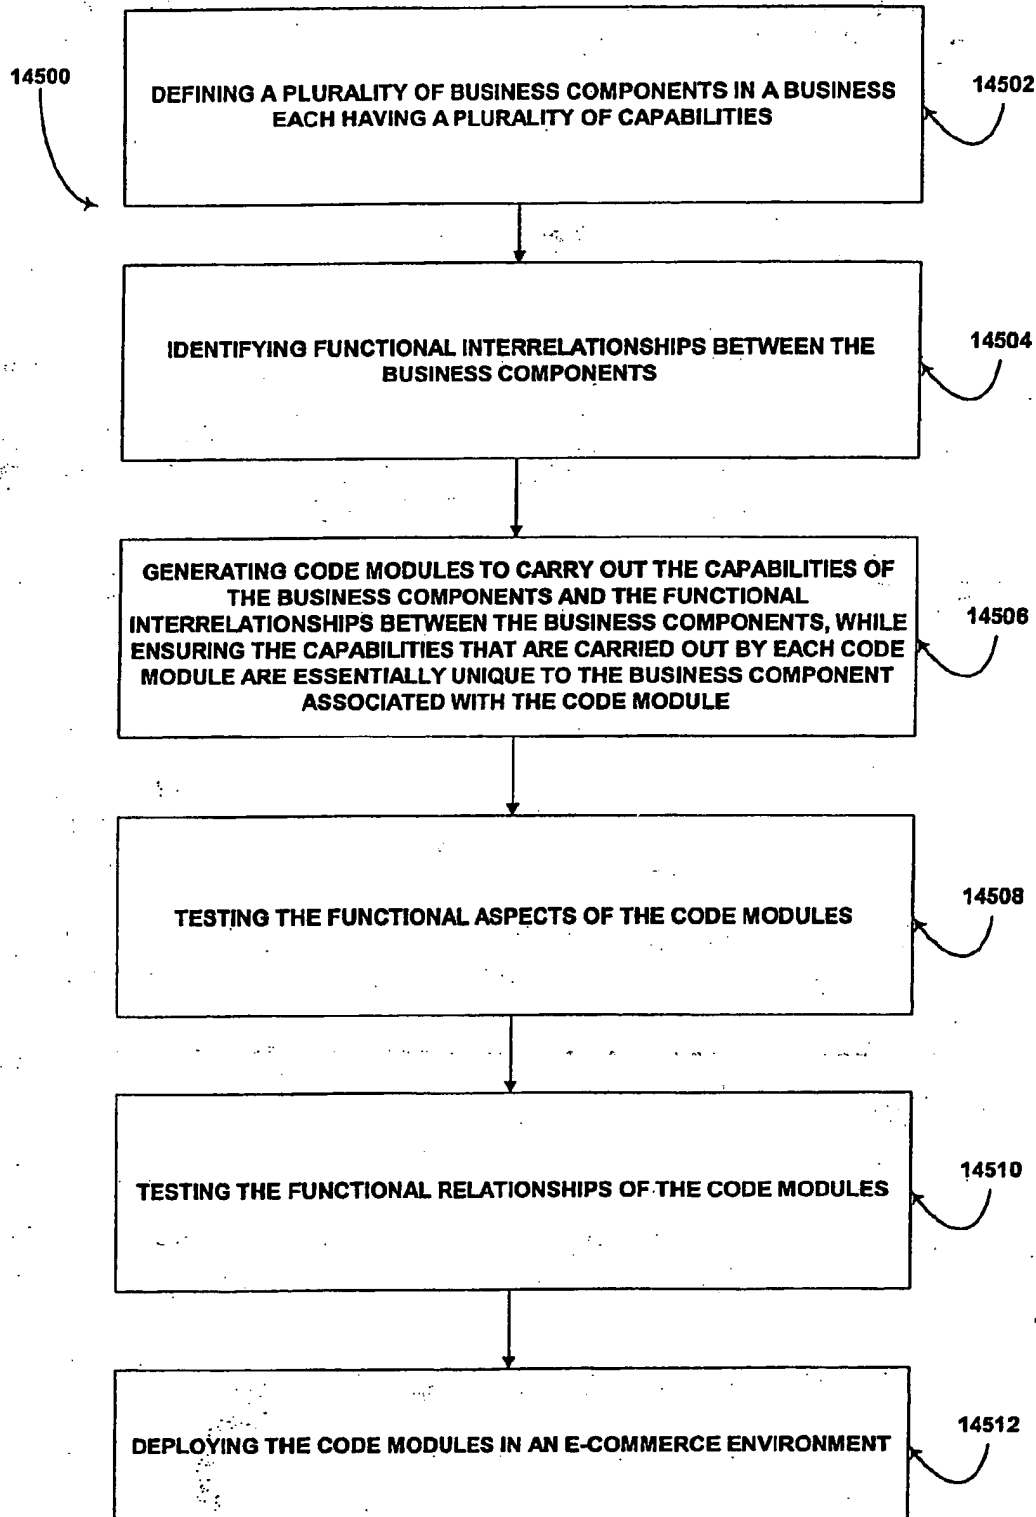 14500
DEFINING A PLURALITY OF BUSINESS COMPONENTS IN A BUSINESS
EACH HAVING A PLURALITY OF CAPABILITIES
14502
IDENTIFYING FUNCTIONAL INTERRELATIONSHIPS BETWEEN THE
BUSINESS COMPONENTS
14504
GENERATING CODE MODULES TO CARRY OUT THE CAPABILITIES OF
THE BUSINESS COMPONENTS AND THE FUNCTIONAL
INTERRELATIONSHIPS BETWEEN THE BUSINESS COMPONENTS, WHILE
ENSURING THE CAPABILITIES THAT ARE CARRIED OUT BY EACH CODE
MODULE ARE ESSENTIALLY UNIQUE TO THE BUSINESS COMPONENT
ASSOCIATED WITH THE CODE MODULE
14506
TESTING THE FUNCTIONAL ASPECTS OF THE CODE MODULES
14508
TESTING THE FUNCTIONAL RELATIONSHIPS OF THE CODE MODULES
14510
DEPLOYING THE CODE MODULES IN AN E-COMMERCE ENVIRONMENT
14512